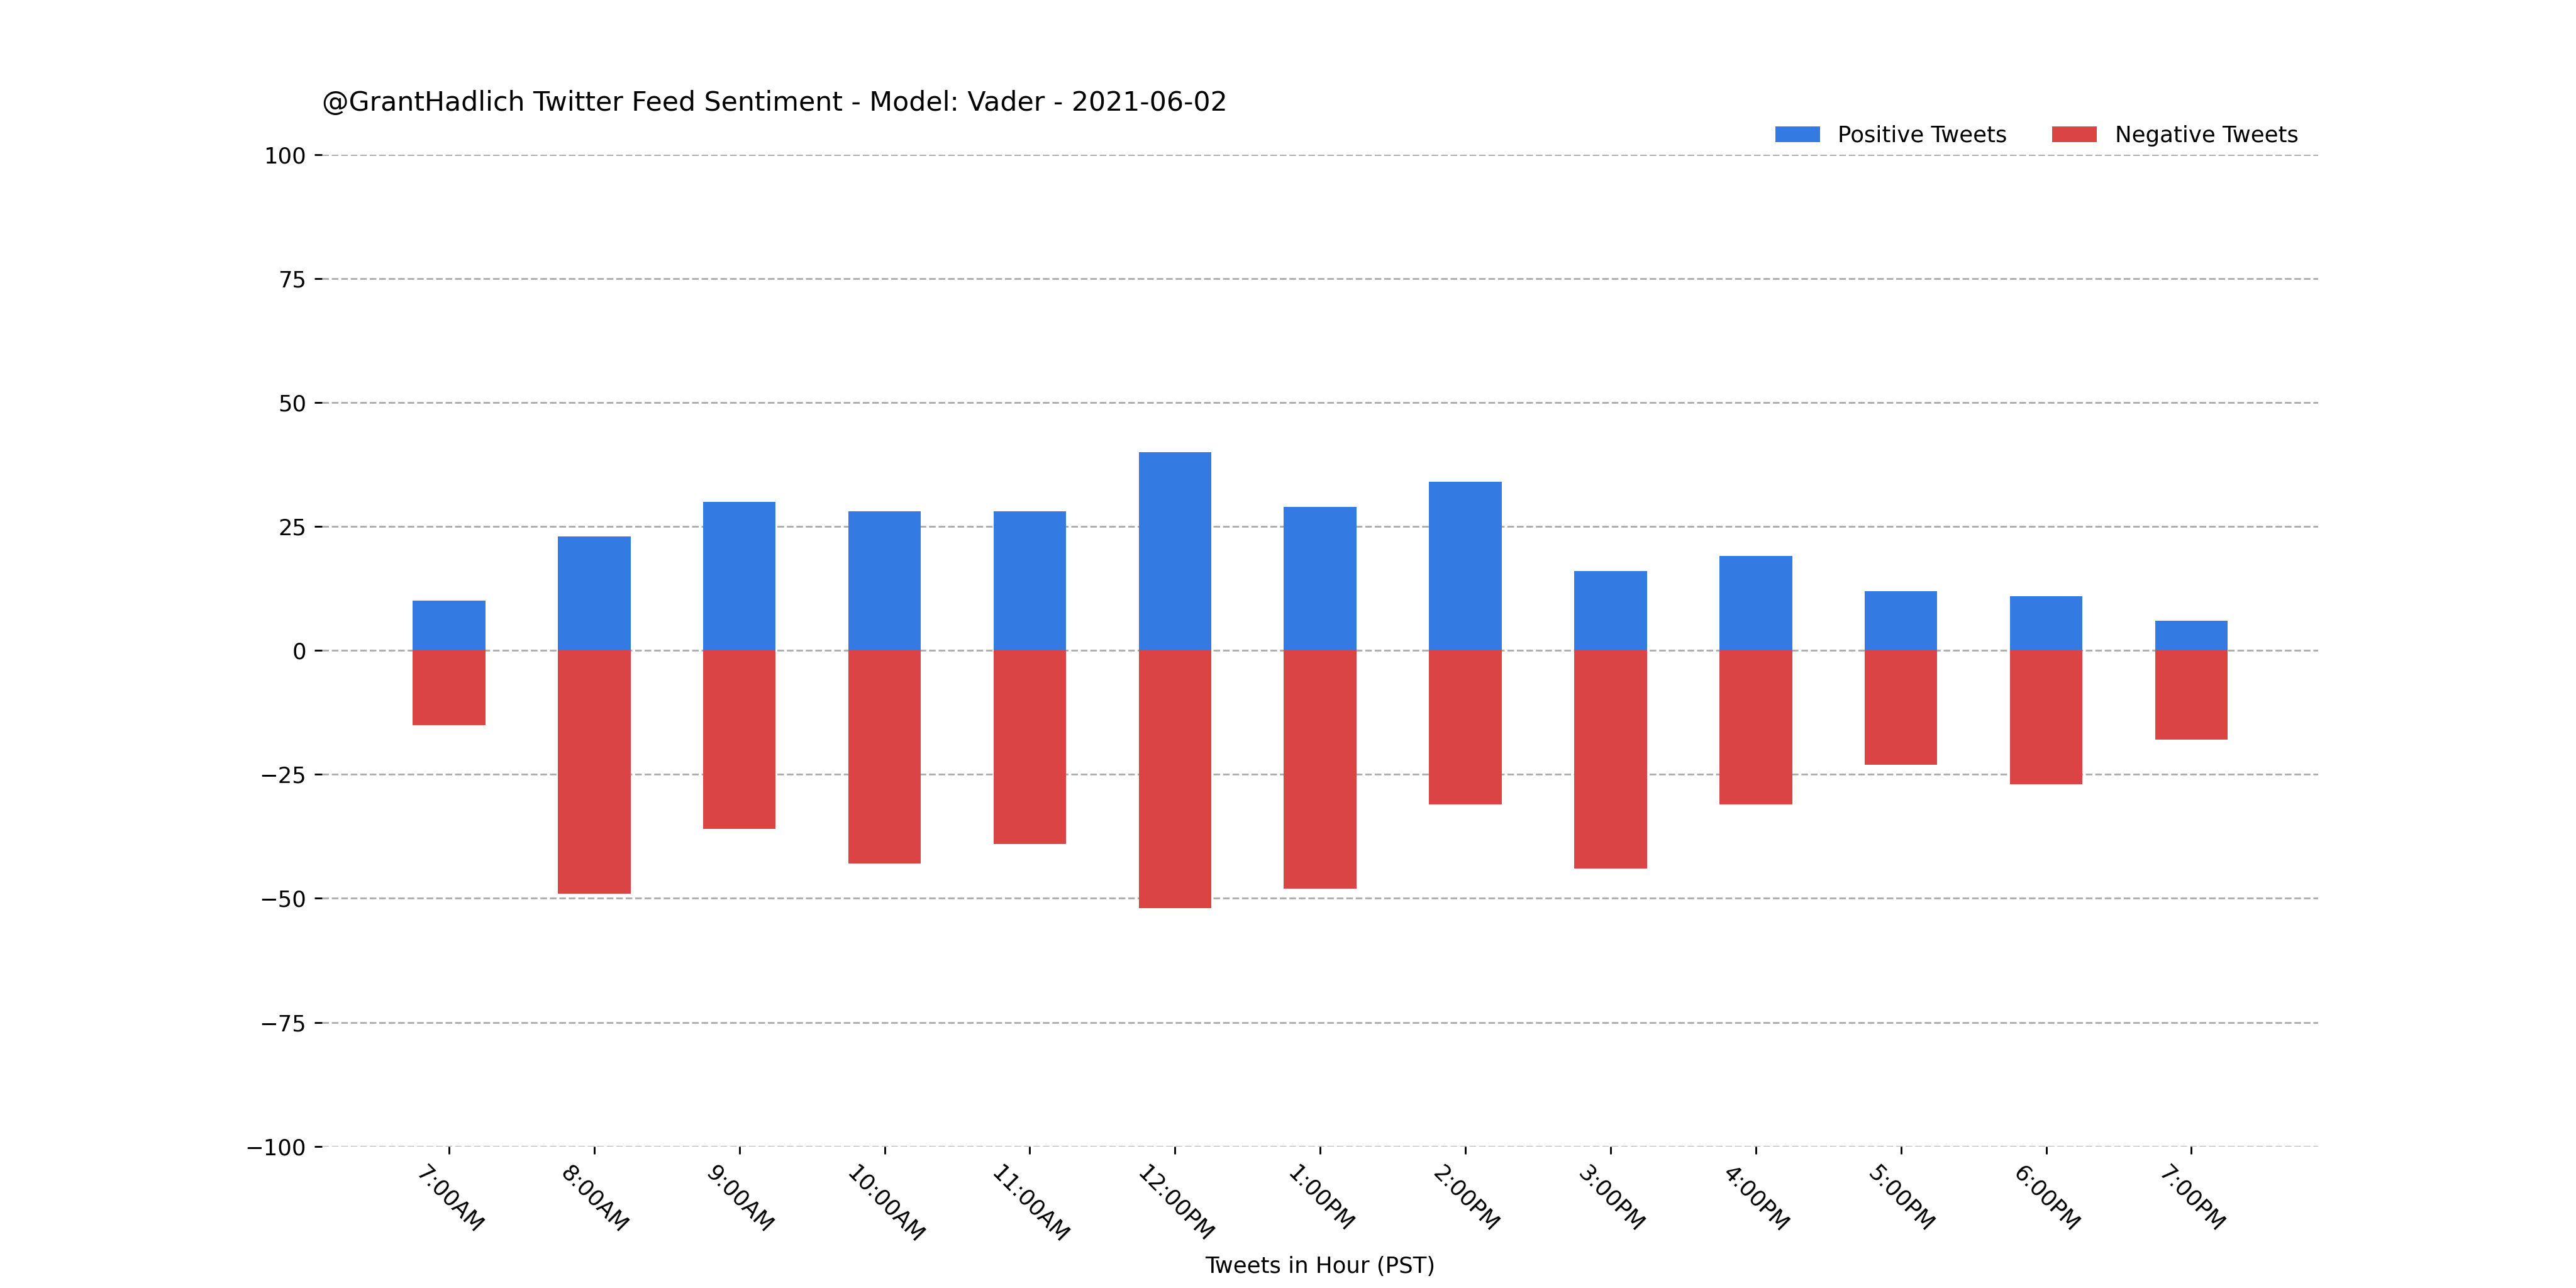 @GrantHadlich Twitter Feed Sentiment - Model: Vader - 2021-06-02
Positive Tweets Negative Tweets
100
75
50
25
0
−25
−50
−75
−100
7:00AM 8:00AM 9:00AM 10:00AM 11:00AM 12:00PM 1:00PM 2:00PM 3:00PM 4:00PM 5:00PM 6:00PM 7:00PM
Tweets in Hour (PST)